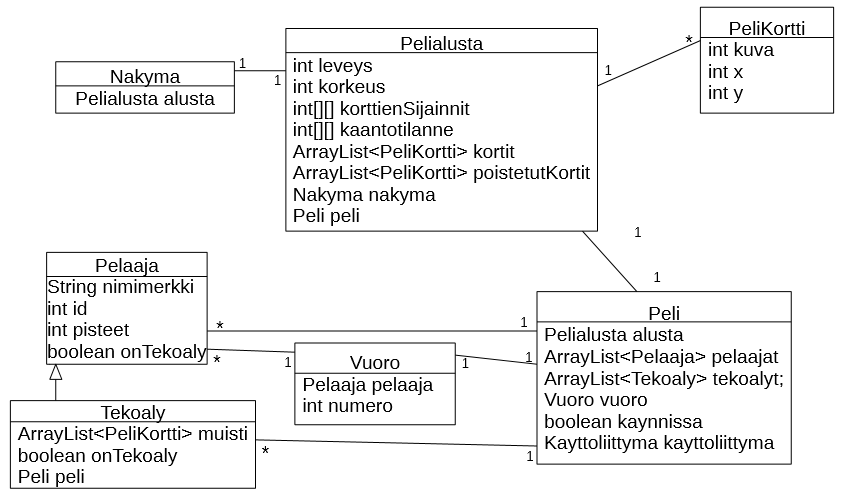 PeliKortti
int kuva
int x
int y
*
Pelialusta
int leveys
int korkeus
int[][] korttienSijainnit
int[][] kaantotilanne
ArrayList<PeliKortti> kortit
ArrayList<PeliKortti> poistetutKortit
Nakyma nakyma
Peli peli
1
1
1
Nakyma
Pelialusta alusta
1
1
Pelaaja
String nimimerkki
int id
int pisteet
boolean onTekoaly
*
1
*
1
Vuoro
Pelaaja pelaaja
int numero
1
1
Peli
Pelialusta alusta
ArrayList<Pelaaja> pelaajat
ArrayList<Tekoaly> tekoalyt;
Vuoro vuoro
boolean kaynnissa
Kayttoliittyma kayttoliittyma
Tekoaly
ArrayList<PeliKortti> muisti
boolean onTekoaly
Peli peli
*
1